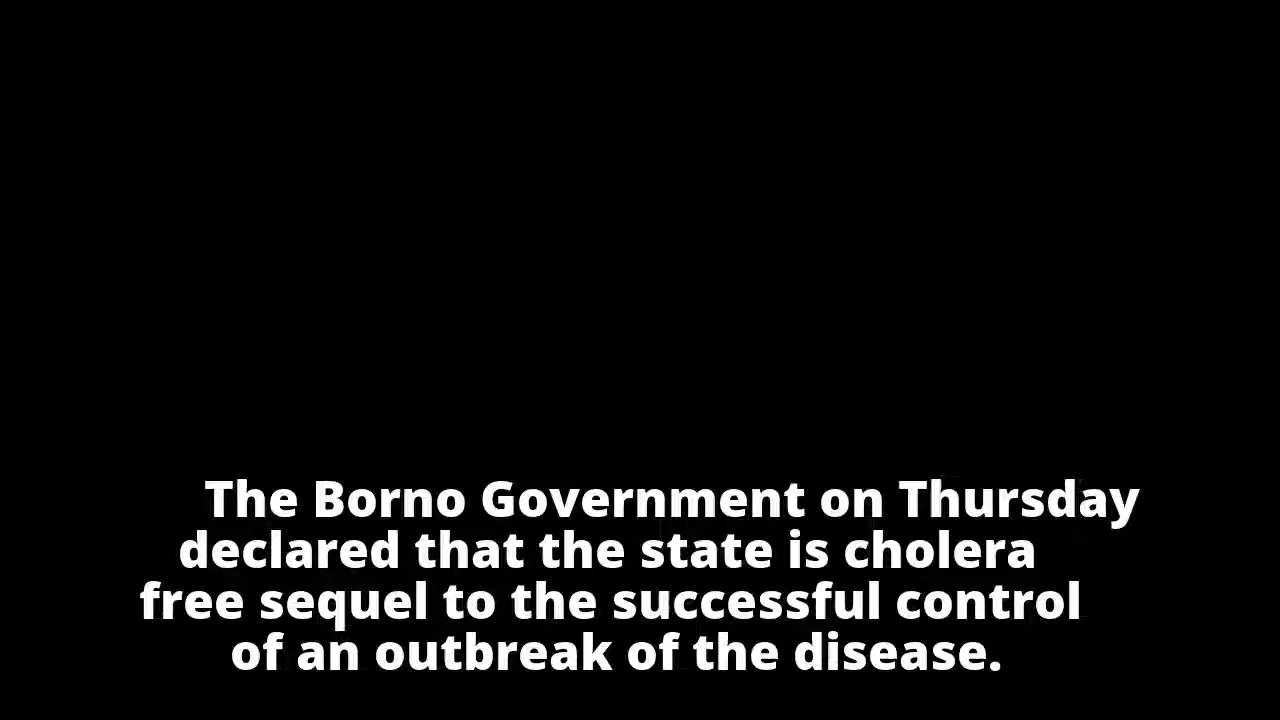 The Borno Government on Thursday
declared that the state is cholera
free sequel to the successful control
of an outbreak of the disease.